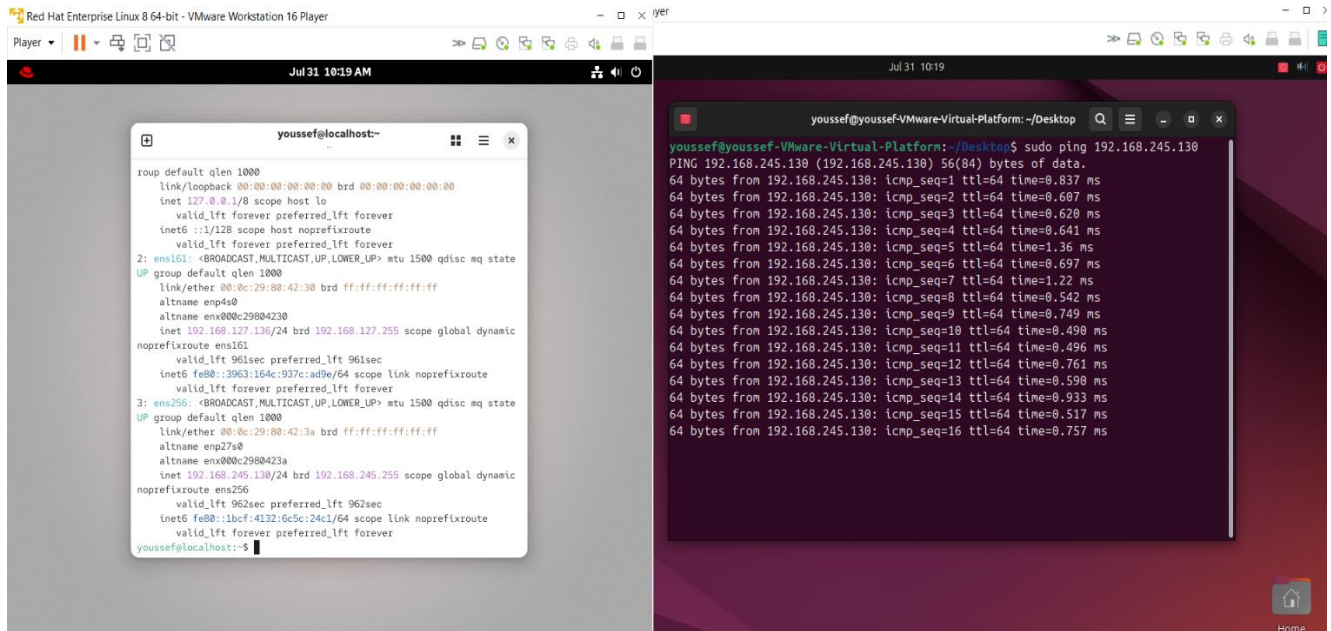 Red Hat Enterprise Linux 8 64-bit - VMware Workstation 16 Player
Player
Jul 31 10:19 AM
youssef@localhost:~
roup default qlen 1000
link/loopback 00:00:00:00:00:00 brd 00:00:00:00:00:00
inet 127.0.0.1/8 scope host lo
valid_lft forever preferred_lft forever
inet6 ::1/128 scope host noprefixroute
valid_lft forever preferred_lft forever
2: ens161: <BROADCAST,MULTICAST,UP,LOWER_UP> mtu 1500 qdisc mq state
UP group default qlen 1000
link/ether 00:0c:29:80:42:30 brd ff:ff:ff:ff:ff:ff
altname enp4s0
altname enx000c29804230
inet 192.168.127.136/24 brd 192.168.127.255 scope global dynamic
noprefixroute ens161
valid_lft 961sec preferred_lft 961sec
inet6 fe80::3963:164c:937c:ad9e/64 scope link noprefixroute
valid_lft forever preferred_lft forever
3: ens256: <BROADCAST,MULTICAST,UP,LOWER_UP> mtu 1500 qdisc mq state
UP group default qlen 1000
link/ether 00:0c:29:80:42:3a brd ff:ff:ff:ff:ff:ff
altname enp27s0
altname enx000c2980423a
inet 192.168.245.130/24 brd 192.168.245.255 scope global dynamic
noprefixroute ens256
valid_lft 962sec preferred_lft 962sec
inet6 fe80::1bcf:4132:6c5c:24c1/64 scope link noprefixroute
valid_lft forever preferred_lft forever
youssef@localhost:~$
yer
Jul 31 10:19
youssef@youssef-VMware-Virtual-Platform: ~/Desktop
youssef@youssef-VMware-Virtual-Platform:~/Desktop$ sudo ping 192.168.245.130
PING 192.168.245.130 (192.168.245.130) 56(84) bytes of data.
64 bytes from 192.168.245.130: icmp_seq=1 ttl=64 time=0.837 ms
64 bytes from 192.168.245.130: icmp_seq=2 ttl=64 time=0.607 ms
64 bytes from 192.168.245.130: icmp_seq=3 ttl=64 time=0.620 ms
64 bytes from 192.168.245.130: icmp_seq=4 ttl=64 time=0.641 ms
64 bytes from 192.168.245.130: icmp_seq=5 ttl=64 time=1.36 ms
64 bytes from 192.168.245.130: icmp_seq=6 ttl=64 time=0.697 ms
64 bytes from 192.168.245.130: icmp_seq=7 ttl=64 time=1.22 ms
64 bytes from 192.168.245.130: icmp_seq=8 ttl=64 time=0.542 ms
64 bytes from 192.168.245.130: icmp_seq=9 ttl=64 time=0.749 ms
64 bytes from 192.168.245.130: icmp_seq=10 ttl=64 time=0.490 ms
64 bytes from 192.168.245.130: icmp_seq=11 ttl=64 time=0.496 ms
64 bytes from 192.168.245.130: icmp_seq=12 ttl=64 time=0.761 ms
64 bytes from 192.168.245.130: icmp_seq=13 ttl=64 time=0.590 ms
64 bytes from 192.168.245.130: icmp_seq=14 ttl=64 time=0.933 ms
64 bytes from 192.168.245.130: icmp_seq=15 ttl=64 time=0.517 ms
64 bytes from 192.168.245.130: icmp_seq=16 ttl=64 time=0.757 ms
Home